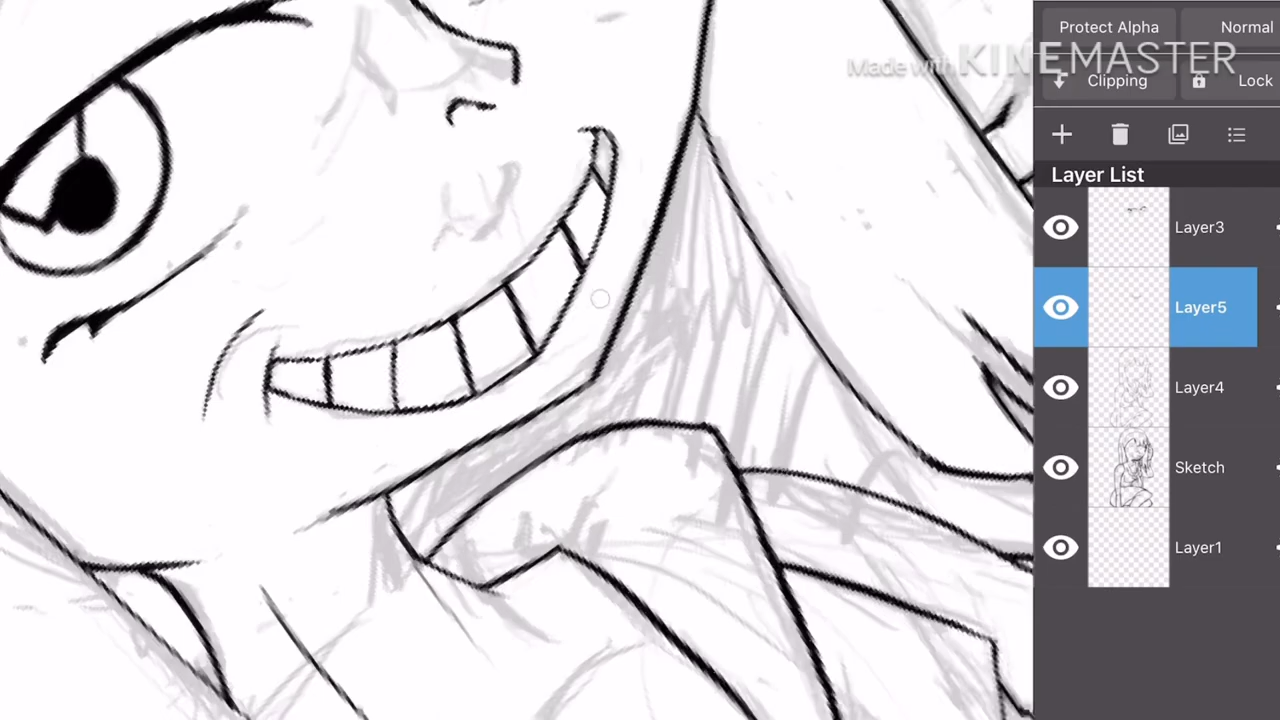 Protect Alpha Normal
Made with KINEMASTER
Clipping Lock
Layer List
Layer3
Layer5
Layer4
Sketch
Layer1